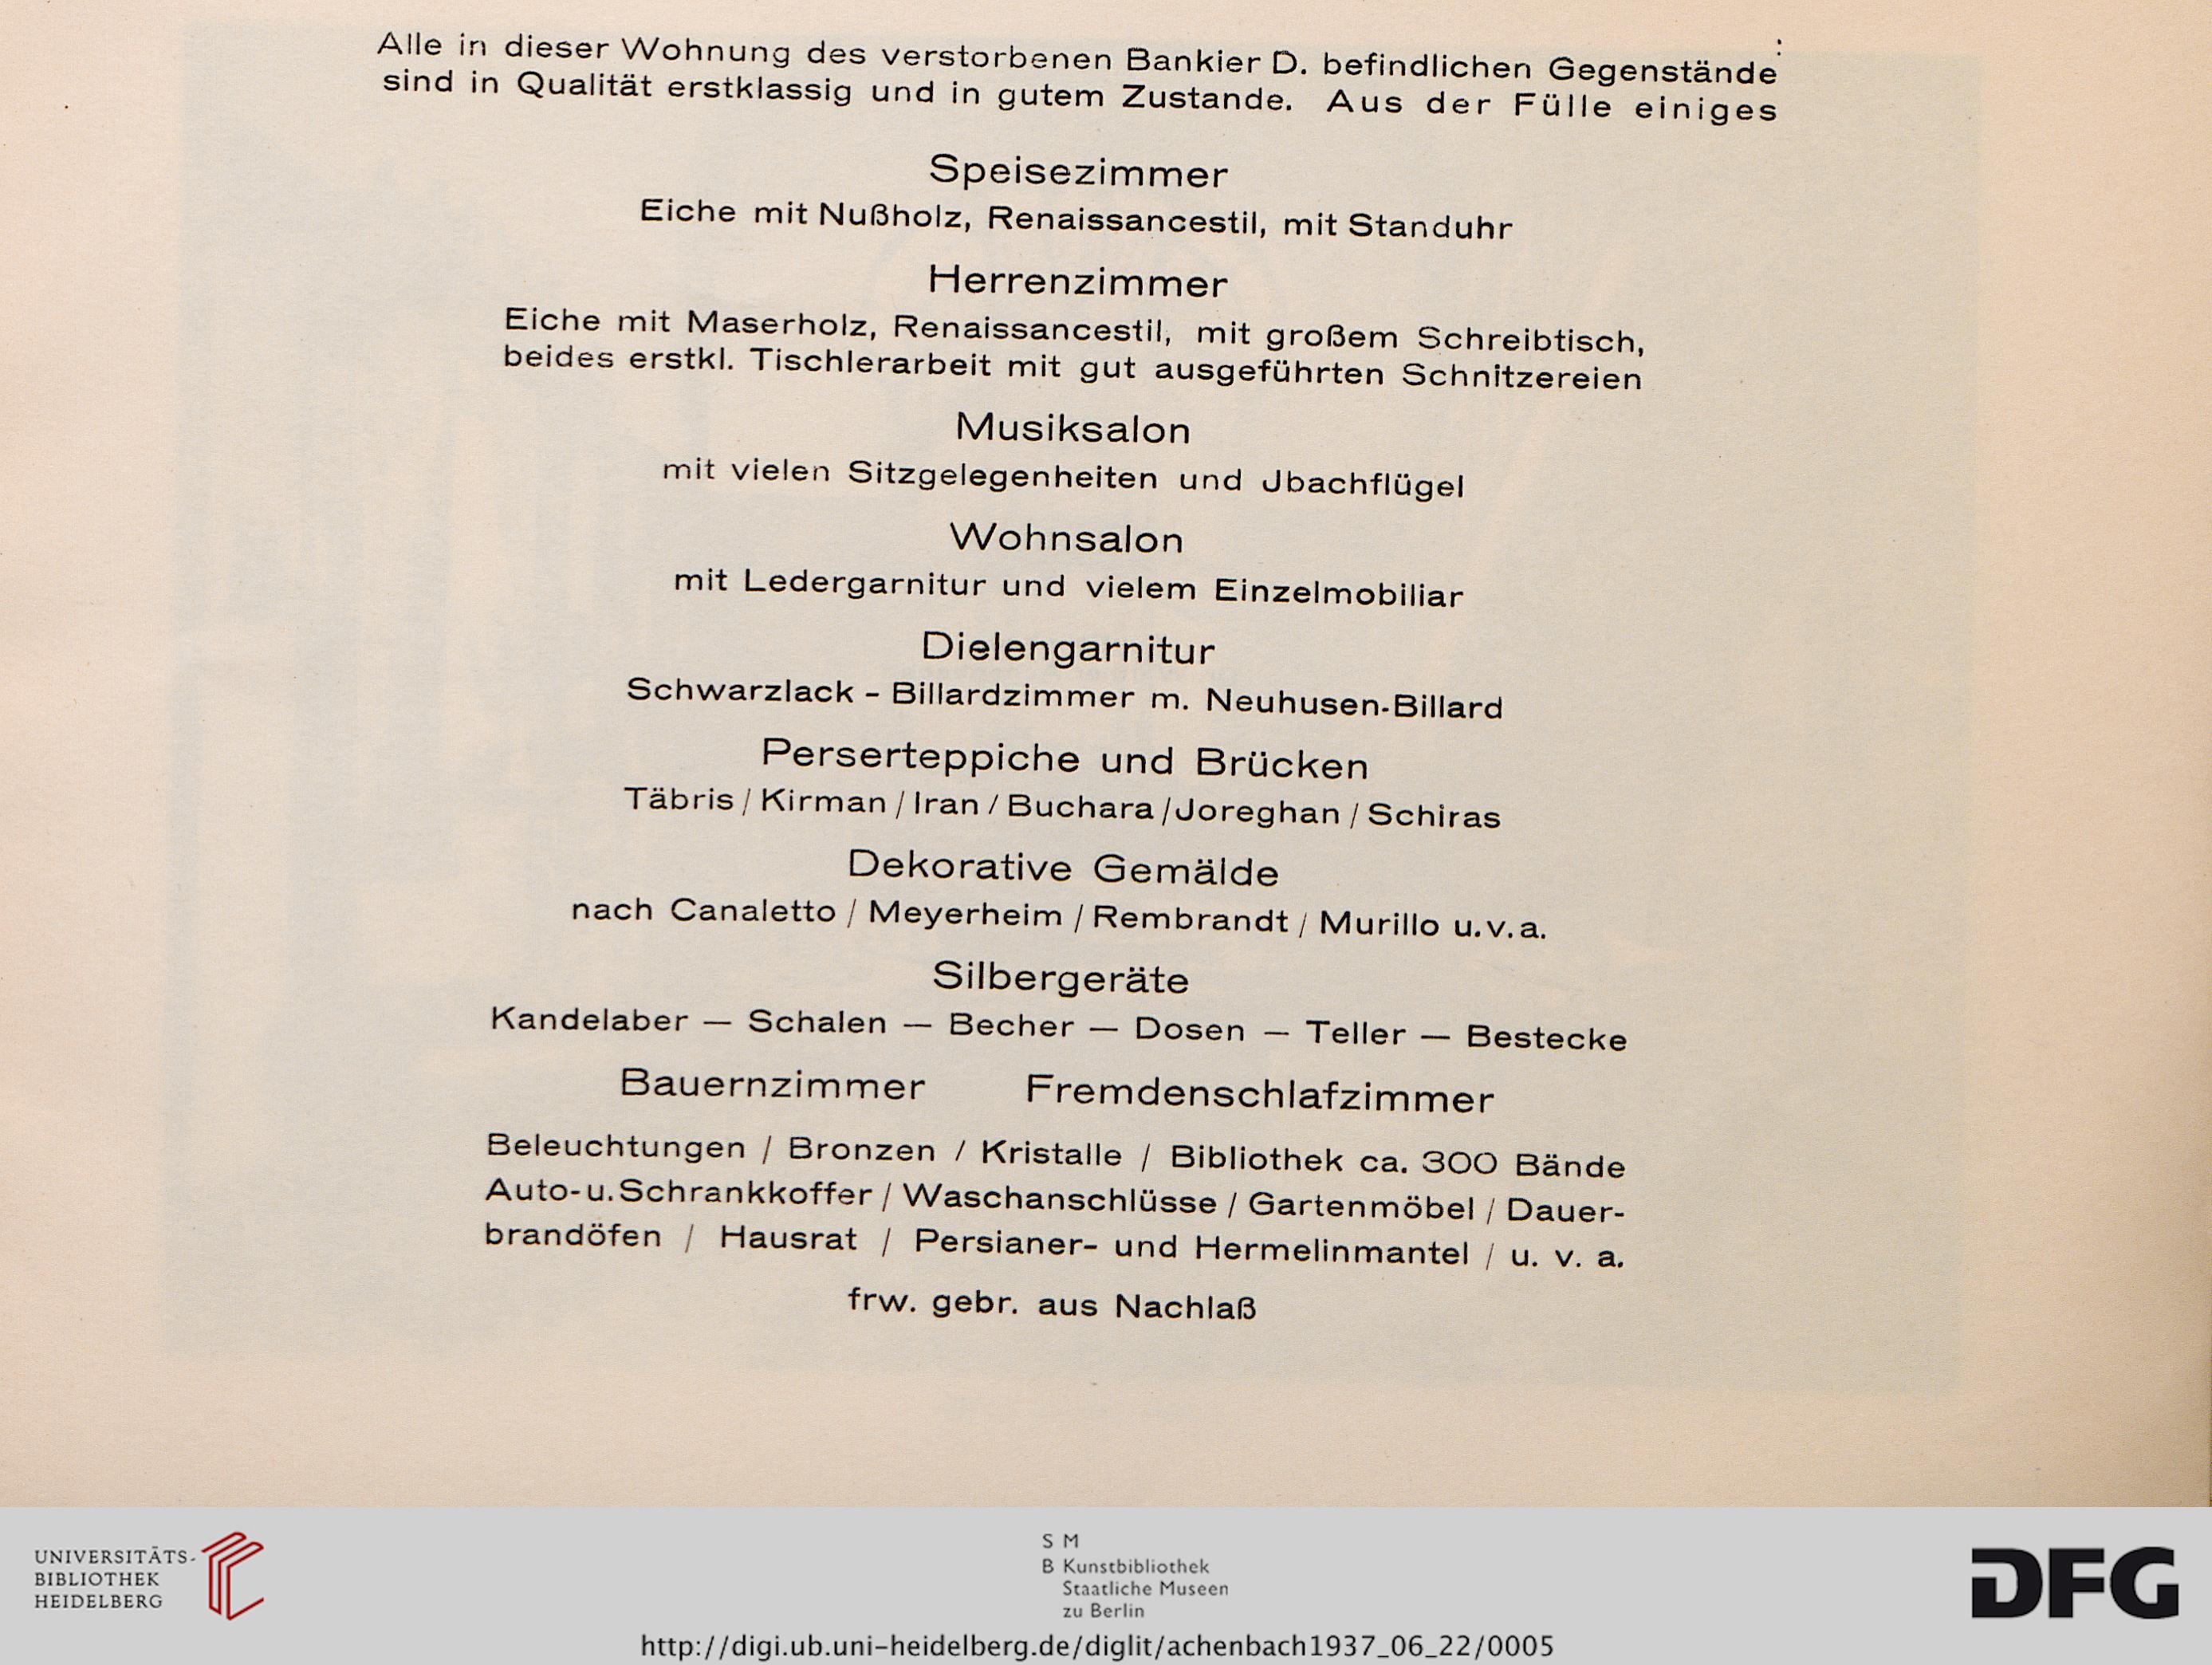 Alle in dieser Wohnung des verstorbenen Bankier D. befindlichen Gegenstände
sind in Qualität erstklassig und in gutem Zustande. Aus der Fülle einiges:
Speisezimmer
Eiche mit Nußholz, Renaissancestil, mit Standuhr
Herrenzimmer
Eiche mit Maserholz, Renaissancestil, mit großem Schreibtisch,
beides erstkl. Tischlerarbeit mit gut ausgeführten Schnitzereien
Musiksalon
mit vielen Sitzgelegenheiten und Jbachflügel
Wohnsalon
mit Ledergarnitur und vielem Einzelmobiliar
Dielengarnitur
Schwarzlack - Billardzimmer m. Neuhusen-Billard
Perserteppiche und Brücken
Täbris / Kirman / Iran / Buchara / Joreghan / Schiras
Dekorative Gemälde
nach Canaletto / Meyerheim / Rembrandt / Murillo u.v.a.
Silbergeräte
Kandelaber — Schalen — Becher — Dosen — Teller — Bestecke
Bauernzimmer Fremdenschlafzimmer
Beleuchtungen / Bronzen / Kristalle / Bibliothek ca. 300 Bände
Auto- u. Schrankkoffer / Waschanschlüsse / Gartenmöbel / Dauer-
brandöfen / Hausrat / Persianer- und Hermelinmantel / u. v. a.
frw. gebr. aus Nachlaß
UNIVERSITÄTS-
BIBLIOTHEK
HEIDELBERG
S M
B Kunstbibliothek
Staatliche Museen
zu Berlin
DFG
http://digi.ub.uni-heidelberg.de/diglit/achenbach1937_06_22/0005